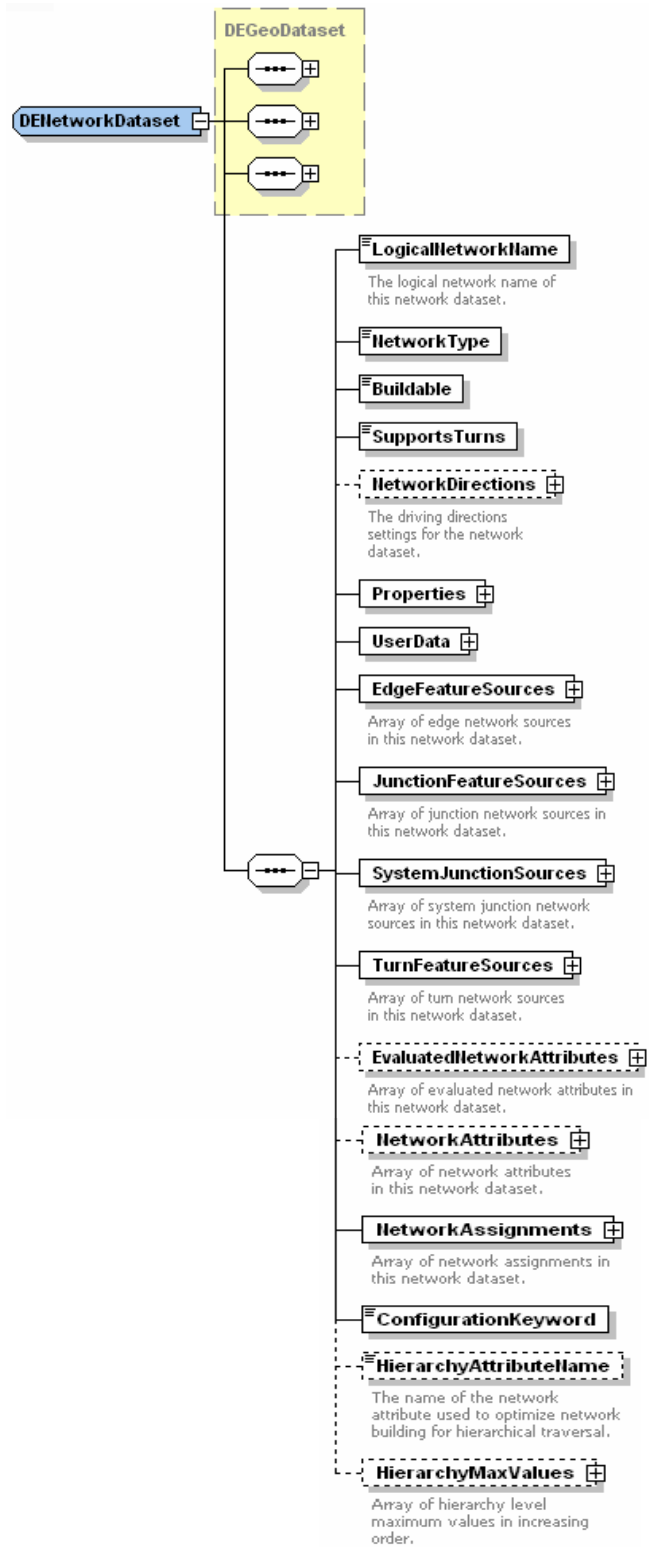 DEGeoDataset
DENetworkDataset
LogicalNetworkName
The logical network name of
this network dataset.
NetworkType
Buildable
SupportsTurns
NetworkDirections
The driving directions
settings for the network
dataset.
Properties
UserData
EdgeFeatureSources
Array of edge network sources
in this network dataset.
JunctionFeatureSources
Array of junction network sources in
this network dataset.
SystemJunctionSources
Array of system junction network
sources in this network dataset.
TurnFeatureSources
Array of turn network sources
in this network dataset.
EvaluatedNetworkAttributes
Array of evaluated network attributes in
this network dataset.
NetworkAttributes
Array of network attributes
in this network dataset.
NetworkAssignments
Array of network assignments in
this network dataset.
ConfigurationKeyword
HierarchyAttributeName
The name of the network
attribute used to optimize network
building for hierarchical traversal.
HierarchyMaxValues
Array of hierarchy level
maximum values in increasing
order.